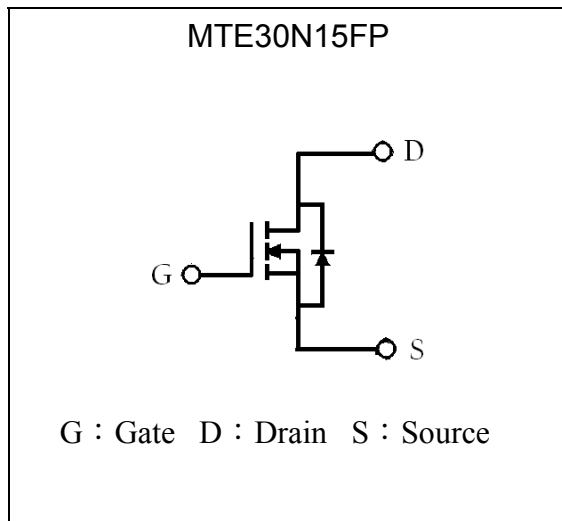 MTE30N15FP
D
G
S
G：Gate D：Drain S：Source